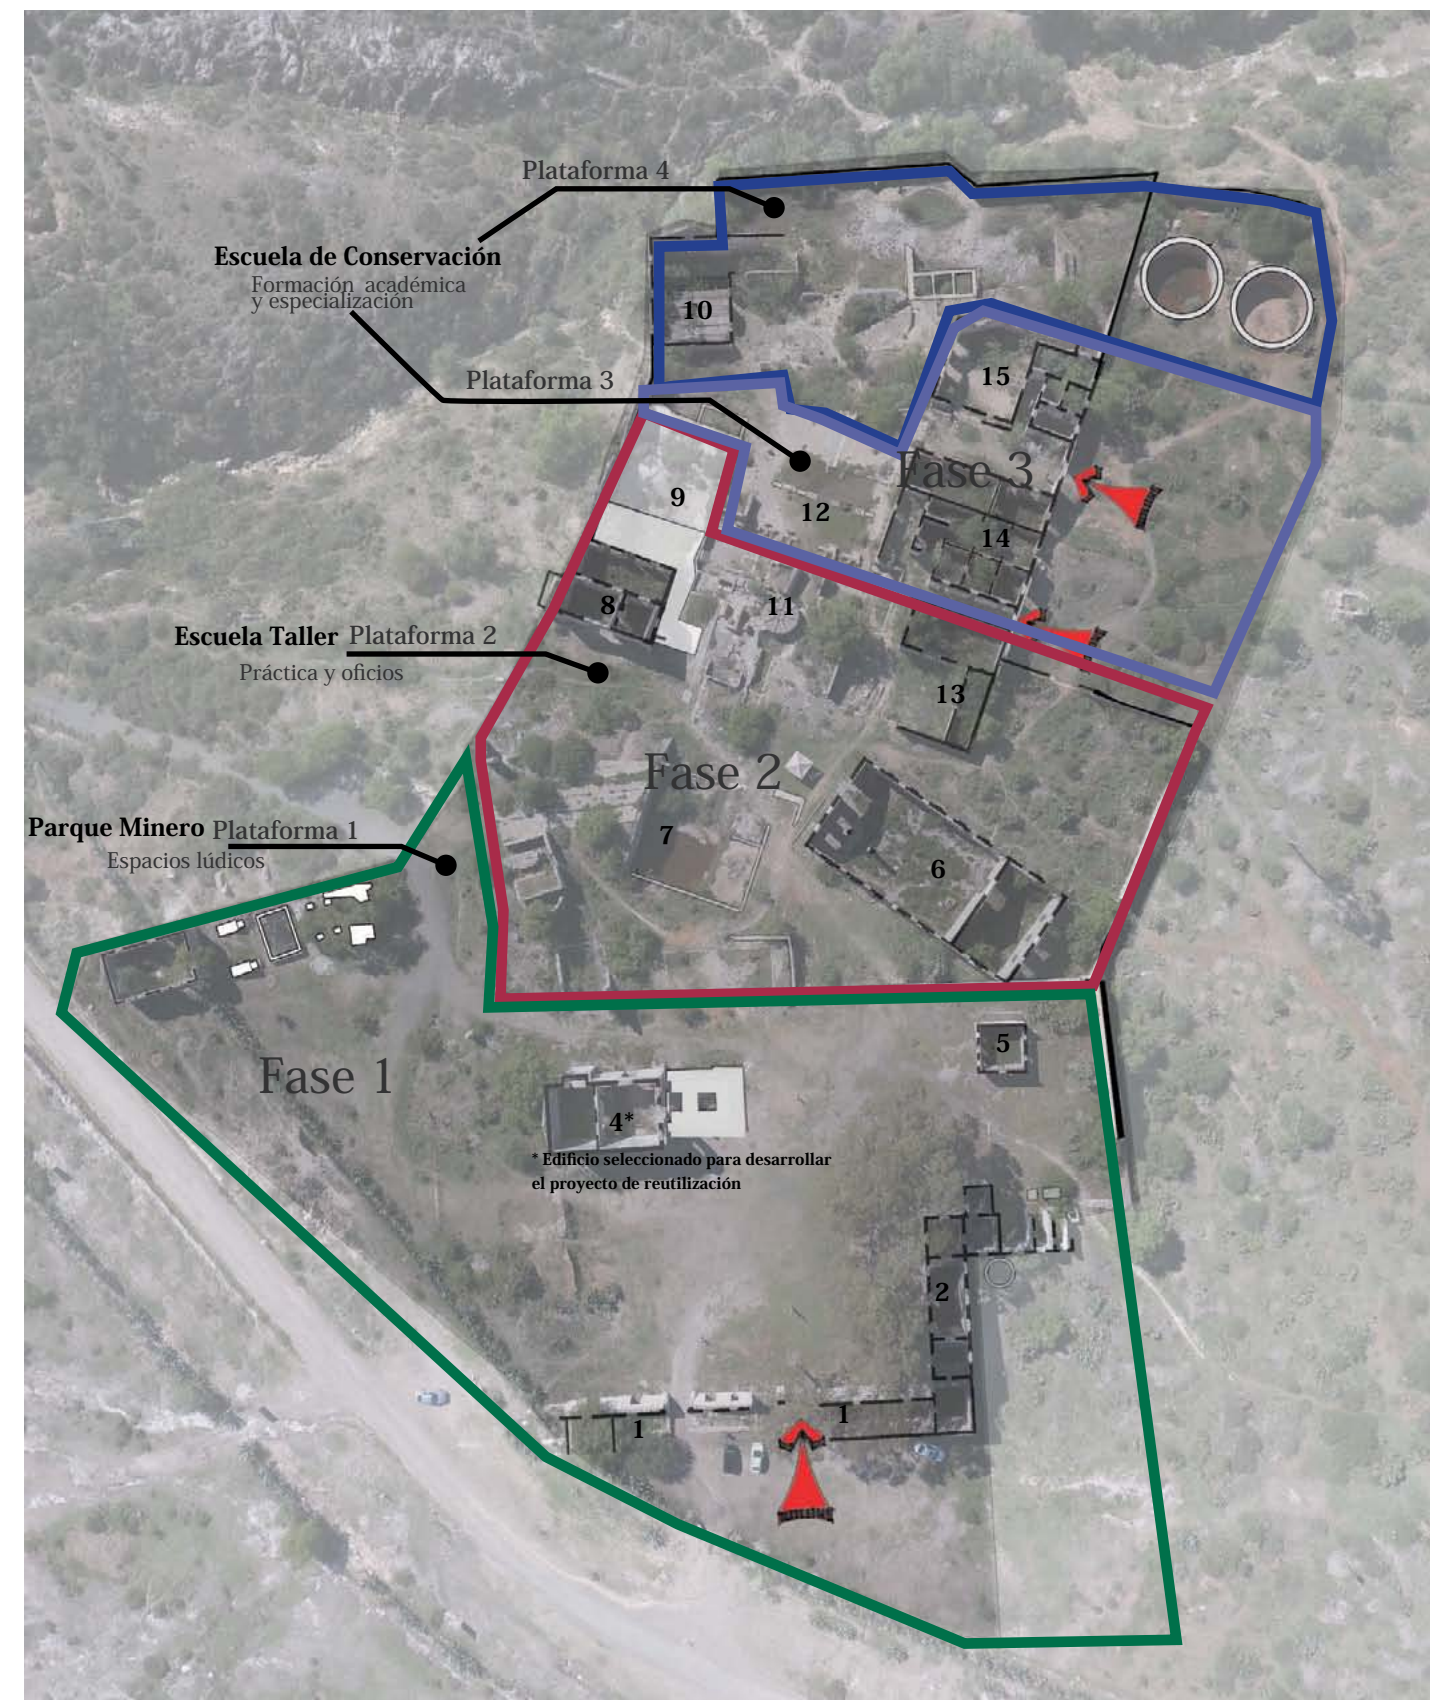 Plataforma 4
Escuela de Conservación
Formación académica
y especialización
10
15
Plataforma 3
Fase 3
9
12
14
8
11
Escuela Taller Plataforma 2
Práctica y oficios
13
Fase 2
Parque Minero Plataforma 1
Espacios lúdicos
7
6
5
Fase 1
4*
* Edificio seleccionado para desarrollar
el proyecto de reutilización
2
1
1